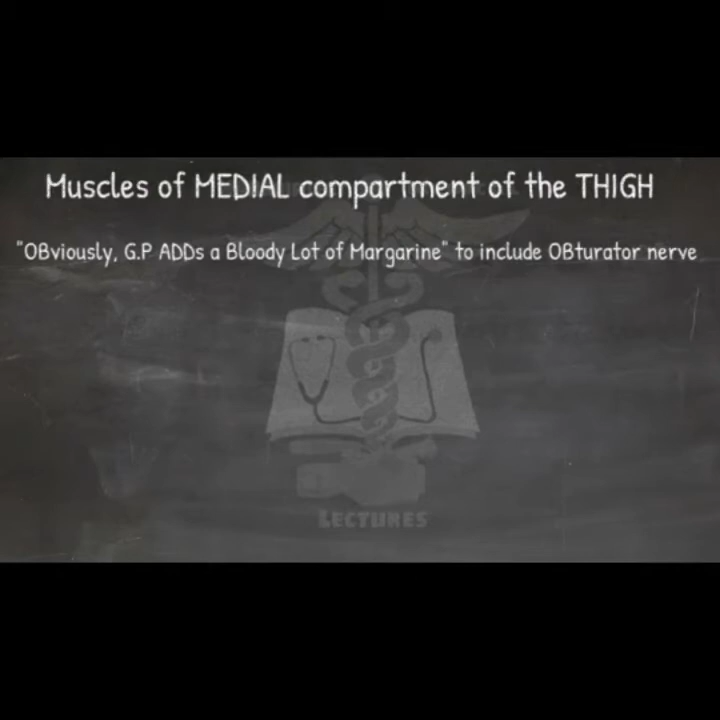 Muscles of MEDIAL compartment of the THIGH
"OBviously, G.P ADDs a Bloody Lot of Margarine" to include OBturator nerve
LECTURES